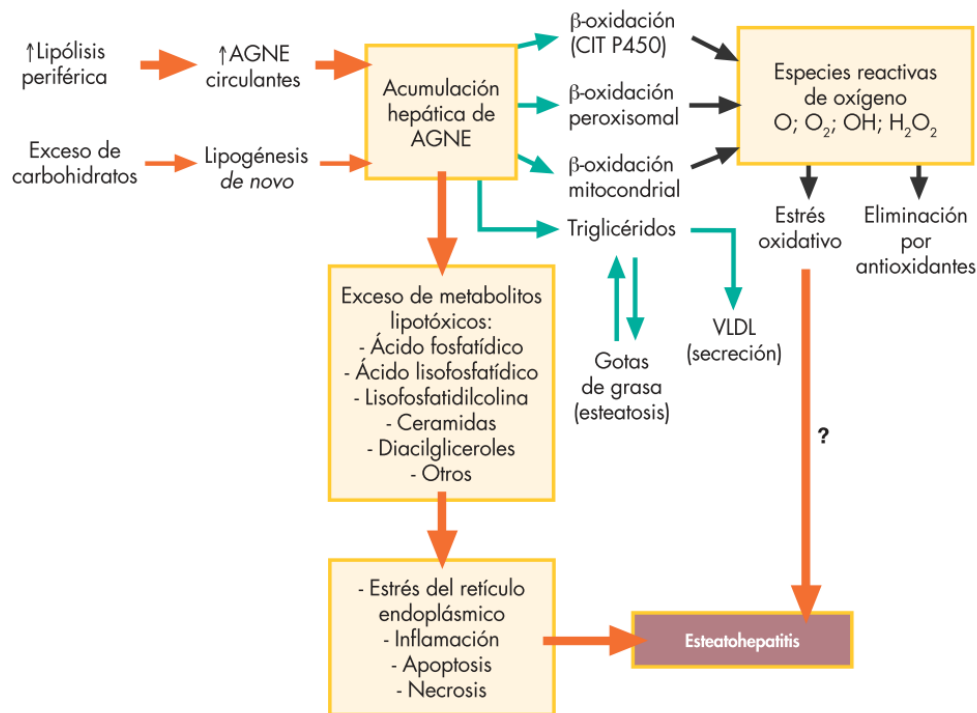 ↑Lipólisis
periférica
↑AGNE
circulantes
Exceso de
carbohidratos
Lipogénesis
de novo
Acumulación
hepática de
AGNE
β-oxidación
(CIT P450)
β-oxidación
peroxisomal
β-oxidación
mitocondrial
Triglicéridos
Especies reactivas
de oxígeno
O; O₂; OH; H₂O₂
Estrés
oxidativo
Eliminación
por
antioxidantes
Gotas
de grasa
(esteatosis)
VLDL
(secreción)
Exceso de metabolitos
lipotóxicos:
- Ácido fosfatídico
- Ácido lisofosfatídico
- Lisofosfatidilcolina
- Ceramidas
- Diacilgliceroles
- Otros
?
- Estrés del retículo
endoplásmico
- Inflamación
- Apoptosis
- Necrosis
Esteatohepatitis